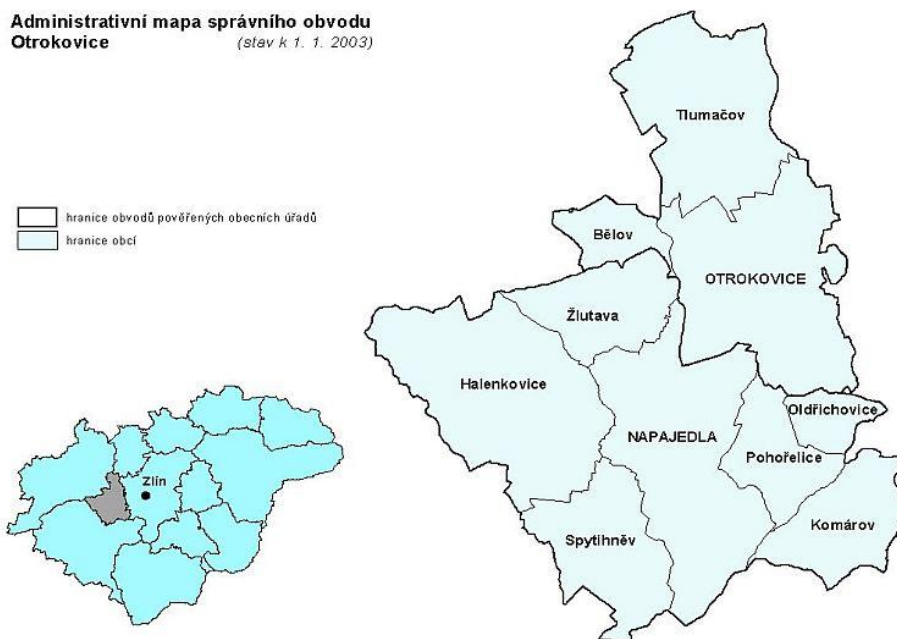 Administrativní mapa správního obvodu
Otrokovice (stav k 1. 1. 2003)
hranice obvodů pověřených obecních úřadů
hranice obcí
Tlumačov
Bělov
OTROKOVICE
Žlutava
Halenkovice
Oldřichovice
NAPAJEDLA
Pohořelice
Zlín
Komárov
Spytihněv